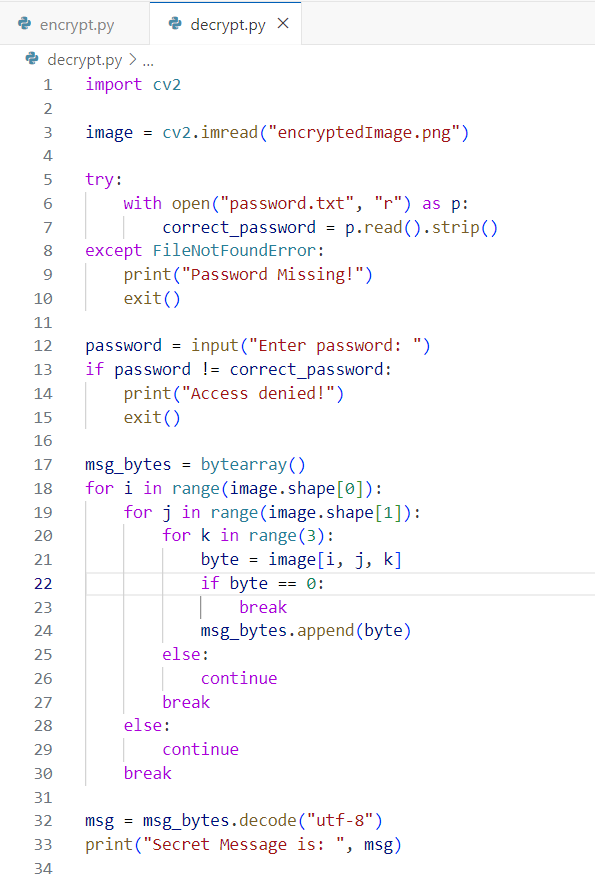 encrypt.py
decrypt.py ×
decrypt.py > ...
1 import cv2
2
3 image = cv2.imread("encryptedImage.png")
4
5 try:
6     with open("password.txt", "r") as p:
7         correct_password = p.read().strip()
8 except FileNotFoundError:
9     print("Password Missing!")
10     exit()
11
12 password = input("Enter password: ")
13 if password != correct_password:
14     print("Access denied!")
15     exit()
16
17 msg_bytes = bytearray()
18 for i in range(image.shape[0]):
19     for j in range(image.shape[1]):
20         for k in range(3):
21             byte = image[i, j, k]
22             if byte == 0:
23                 break
24             msg_bytes.append(byte)
25         else:
26             continue
27         break
28     else:
29         continue
30     break
31
32 msg = msg_bytes.decode("utf-8")
33 print("Secret Message is: ", msg)
34